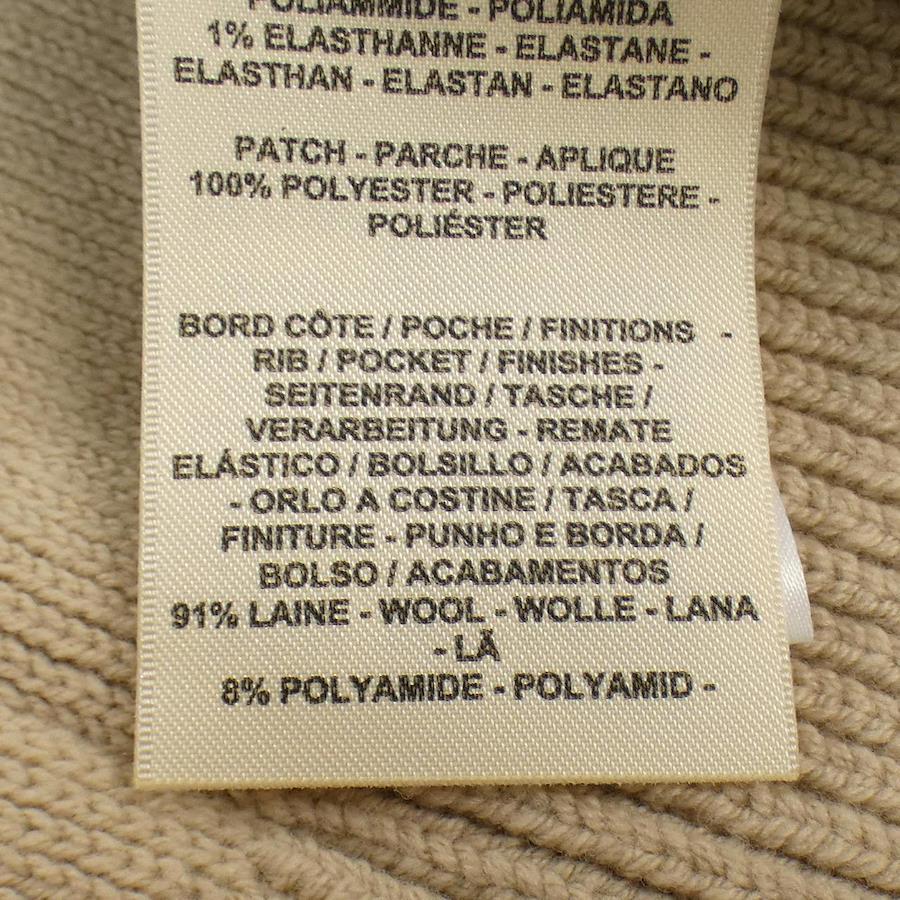 POLIAMMIDE - POLIAMIDA
1% ELASTHANNE - ELASTANE -
ELASTHAN - ELASTAN - ELASTANO
PATCH - PARCHE - APLIQUE
100% POLYESTER - POLIESTERE -
POLIÉSTER
BORD CÔTE / POCHE / FINITIONS -
RIB / POCKET / FINISHES -
SEITENRAND / TASCHE /
VERARBEITUNG - REMATE
ELÁSTICO / BOLSILLO / ACABADOS
- ORLO A COSTINE / TASCA /
FINITURE - PUNHO E BORDA /
BOLSO / ACABAMENTOS
91% LAINE - WOOL - WOLLE - LANA
- LÃ
8% POLYAMIDE - POLYAMID -